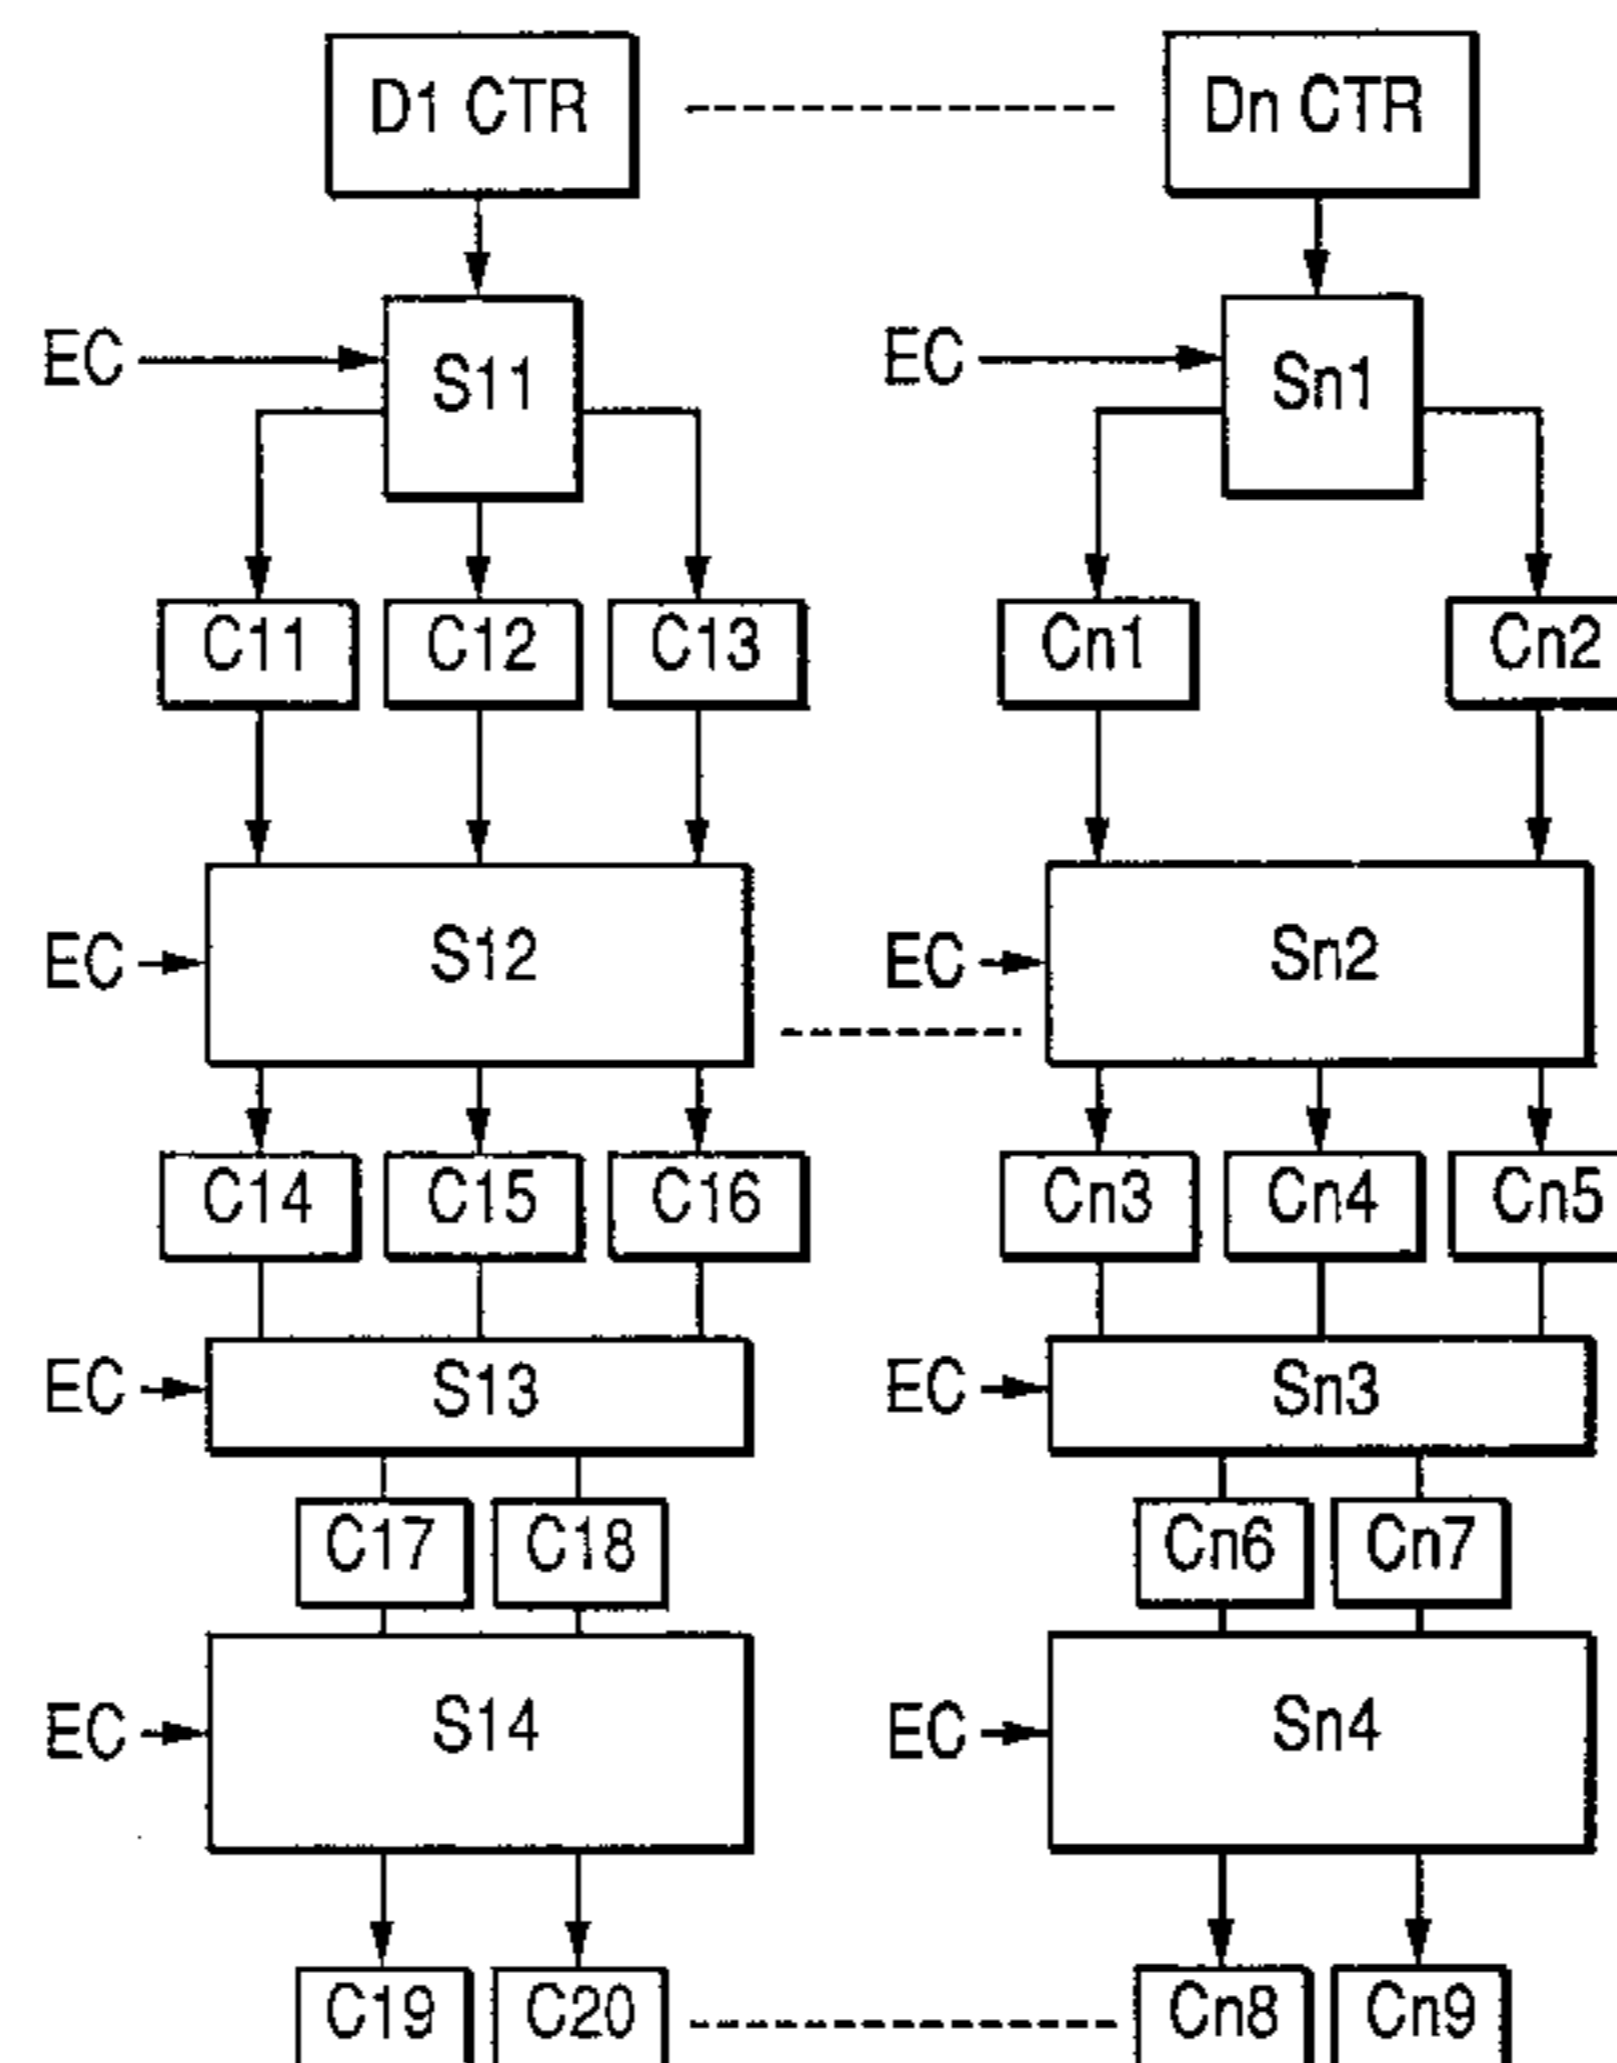 D1 CTR Dn CTR
EC S11 EC Sn1
C11 C12 C13 Cn1 Cn2
EC S12 EC Sn2
C14 C15 C16 Cn3 Cn4 Cn5
EC S13 EC Sn3
C17 C18 Cn6 Cn7
EC S14 EC Sn4
C19 C20 Cn8 Cn9